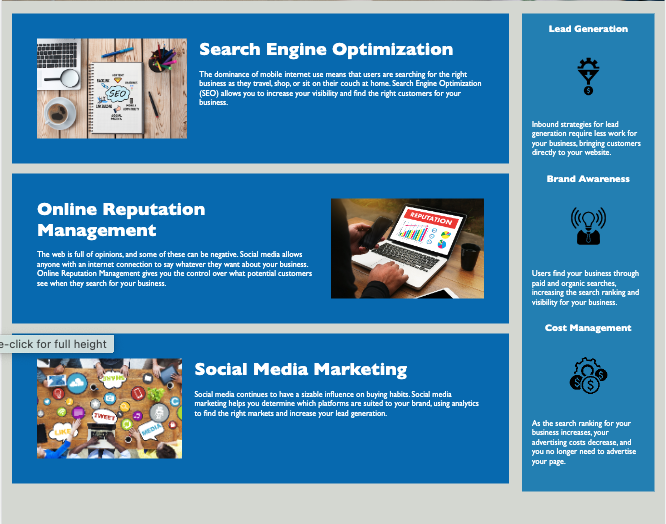 Search Engine Optimization
The dominance of mobile internet use means that users are searching for the right
business as they travel, shop, or sit on their couch at home. Search Engine Optimization
(SEO) allows you to increase your visibility and find the right customers for your
business.
SEO
Online Reputation
Management
The web is full of opinions, and some of these can be negative. Social media allows
anyone with an internet connection to say whatever they want about your business.
Online Reputation Management gives you the control over what potential customers
see when they search for your business.
REPUTATION
e-click for full height
Social Media Marketing
Social media continues to have a sizable influence on buying habits. Social media
marketing helps you determine which platforms are suited to your brand, using analytics
to find the right markets and increase your lead generation.
SHARE
TWEET
LIKE
MEDIA
Lead Generation
Inbound strategies for lead
generation require less work for
your business, bringing customers
directly to your website.
Brand Awareness
Users find your business through
paid and organic searches,
increasing the search ranking and
visibility for your business.
Cost Management
As the search ranking for your
business increases, your
advertising costs decrease, and
you no longer need to advertise
your page.